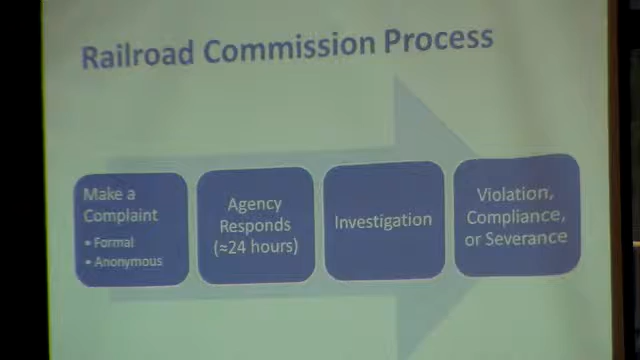 Railroad Commission Process
Make a
Complaint
• Formal
• Anonymous
Agency
Responds
(≈24 hours)
Investigation
Violation,
Compliance,
or Severance